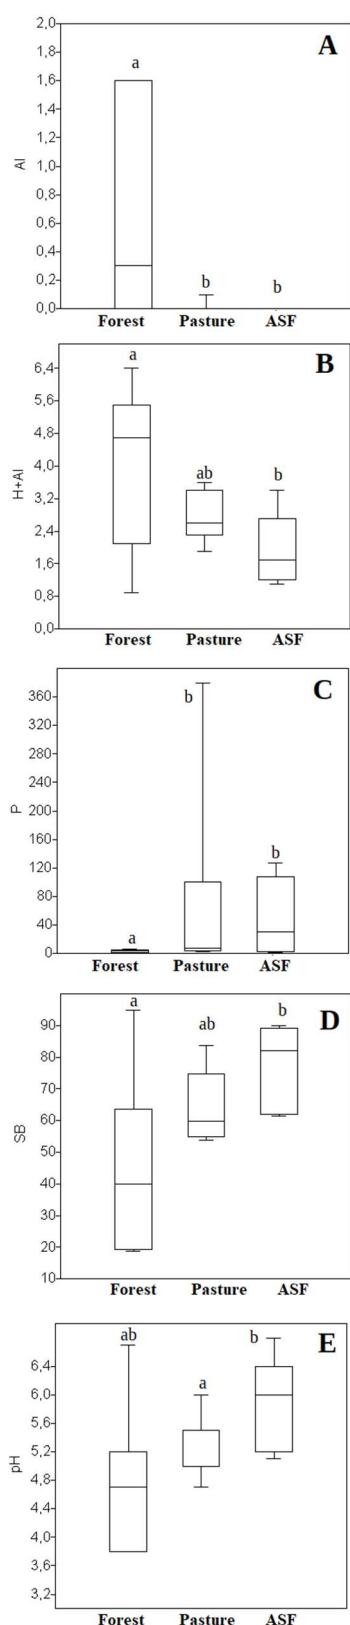 A
2,0
1,8
1,6
1,4
1,2
1,0
0,8
0,6
0,4
0,2
0,0
Al
a
b
b
Forest Pasture ASF
B
6,4
5,6
4,8
4,0
3,2
2,4
1,6
0,8
0,0
H+Al
a
ab
b
Forest Pasture ASF
C
360
320
280
240
200
160
120
80
40
0
P
a
b
b
Forest Pasture ASF
D
90
80
70
60
50
40
30
20
10
SB
a
ab
b
Forest Pasture ASF
E
6,4
6,0
5,6
5,2
4,8
4,4
4,0
3,6
3,2
pH
ab
a
b
Forest Pasture ASF